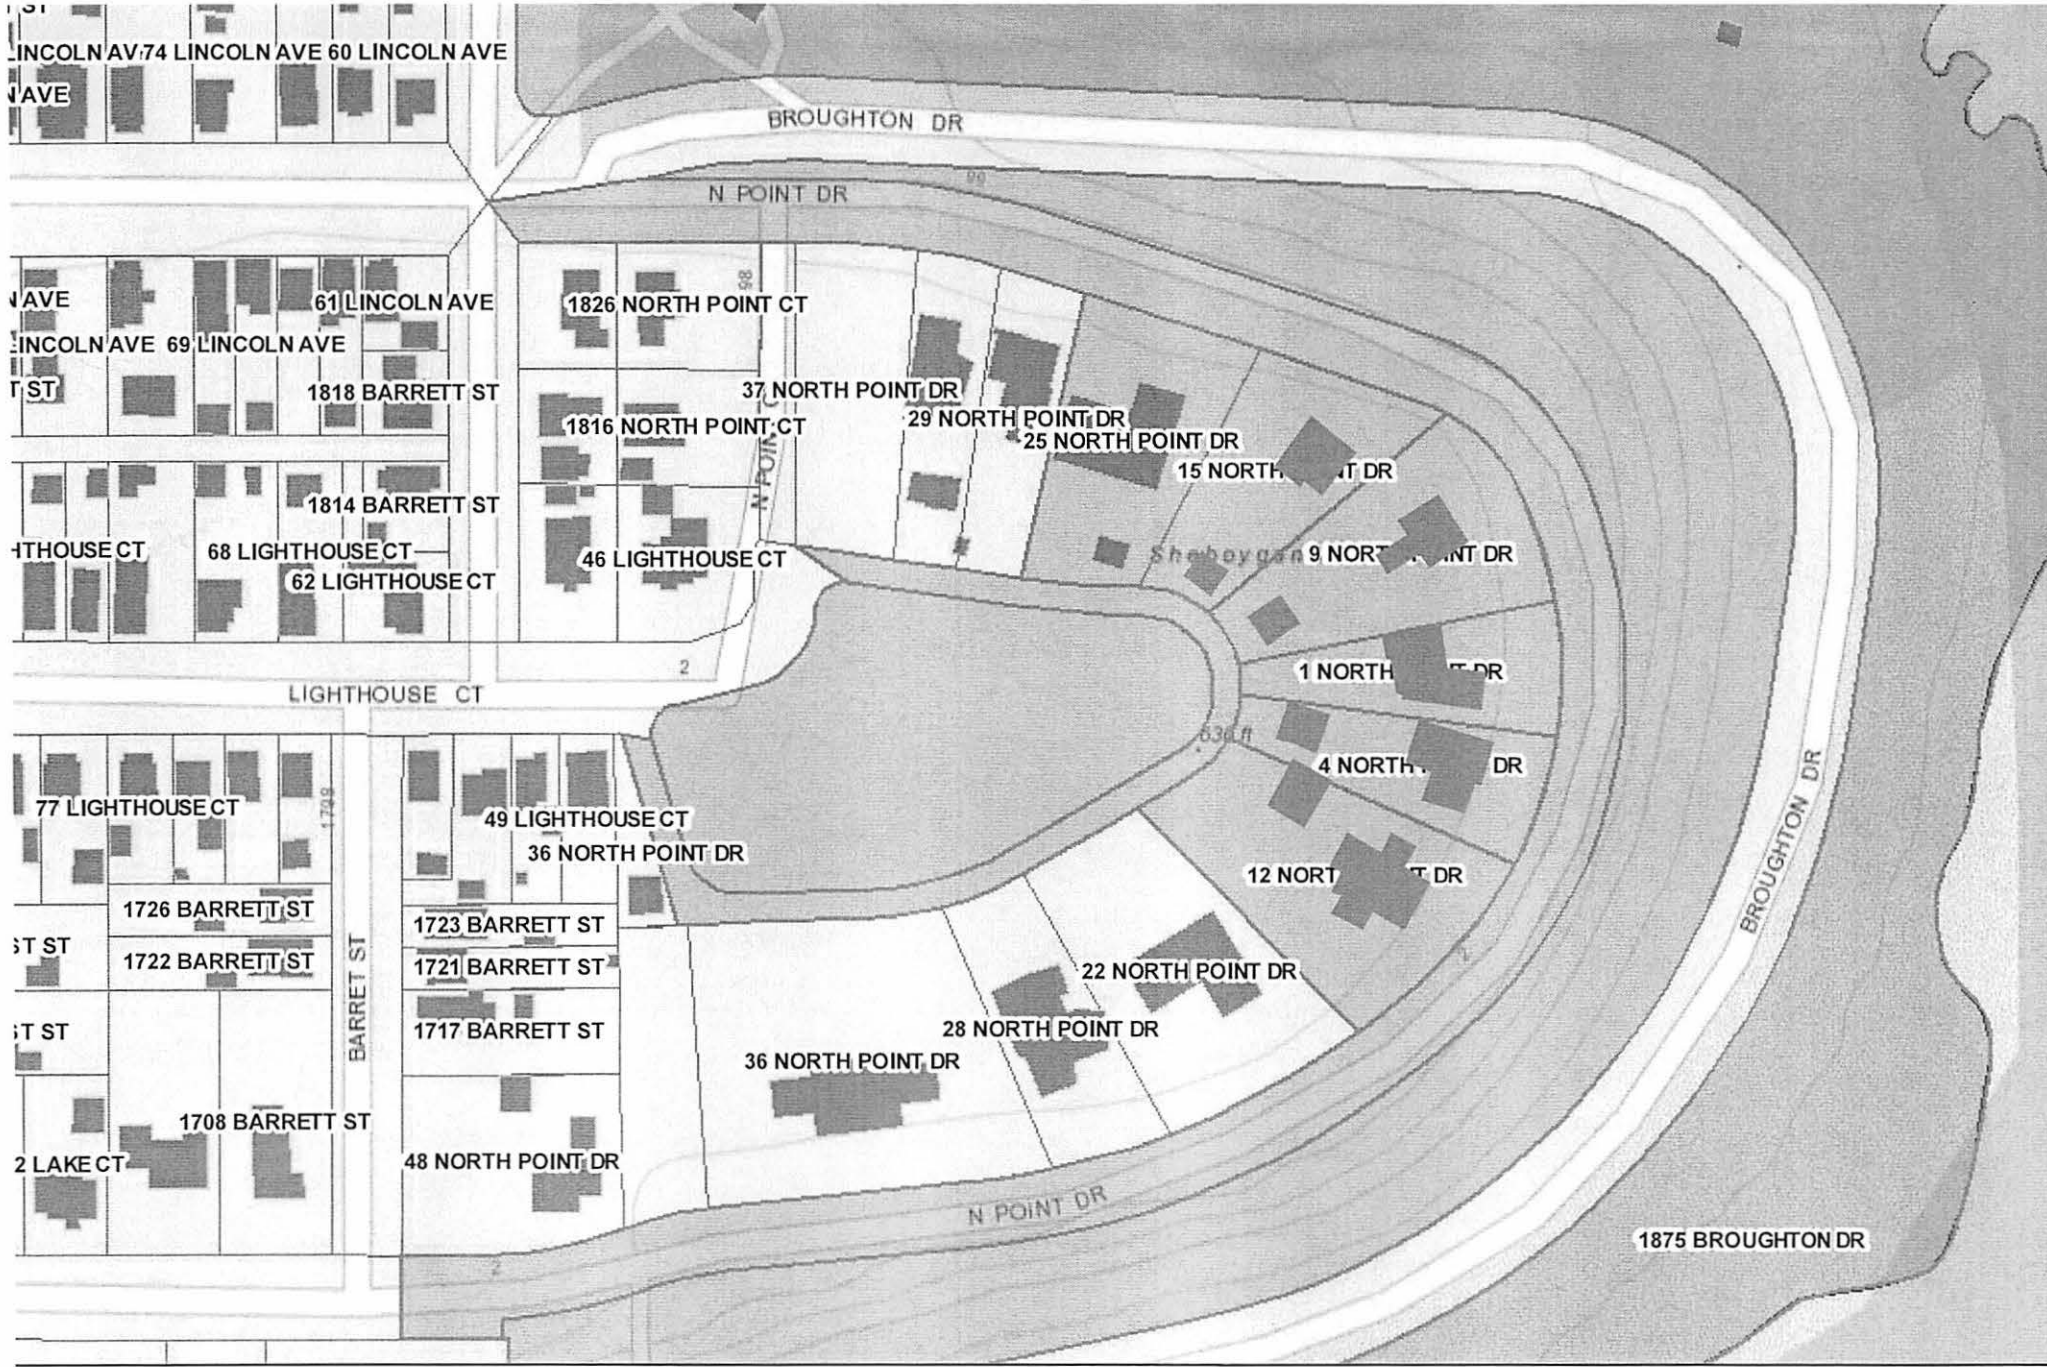 ST
LINCOLN AV
74 LINCOLN AVE
60 LINCOLN AVE
AVE
BROUGHTON DR
N POINT DR
61 LINCOLN AVE
1826 NORTH POINT CT
AVE
LINCOLN AVE
69 LINCOLN AVE
ST
1818 BARRETT ST
37 NORTH POINT DR
1816 NORTH POINT CT
29 NORTH POINT DR
25 NORTH POINT DR
15 NORTH DR
N POINT C
1814 BARRETT ST
HTHOUSE CT
68 LIGHTHOUSE CT
46 LIGHTHOUSE CT
Sheboygan
9 NORT INT DR
62 LIGHTHOUSE CT
2
1 NORTH DR
LIGHTHOUSE CT
4 NORTH DR
77 LIGHTHOUSE CT
49 LIGHTHOUSE CT
BROUGHTON DR
36 NORTH POINT DR
12 NORT DR
1726 BARRETT ST
1723 BARRETT ST
ST ST
1722 BARRETT ST
1721 BARRETT ST
22 NORTH POINT DR
2
BARRET ST
ST ST
1717 BARRETT ST
28 NORTH POINT DR
36 NORTH POINT DR
1708 BARRETT ST
2 LAKE CT
48 NORTH POINT DR
N POINT DR
1875 BROUGHTON DR
2